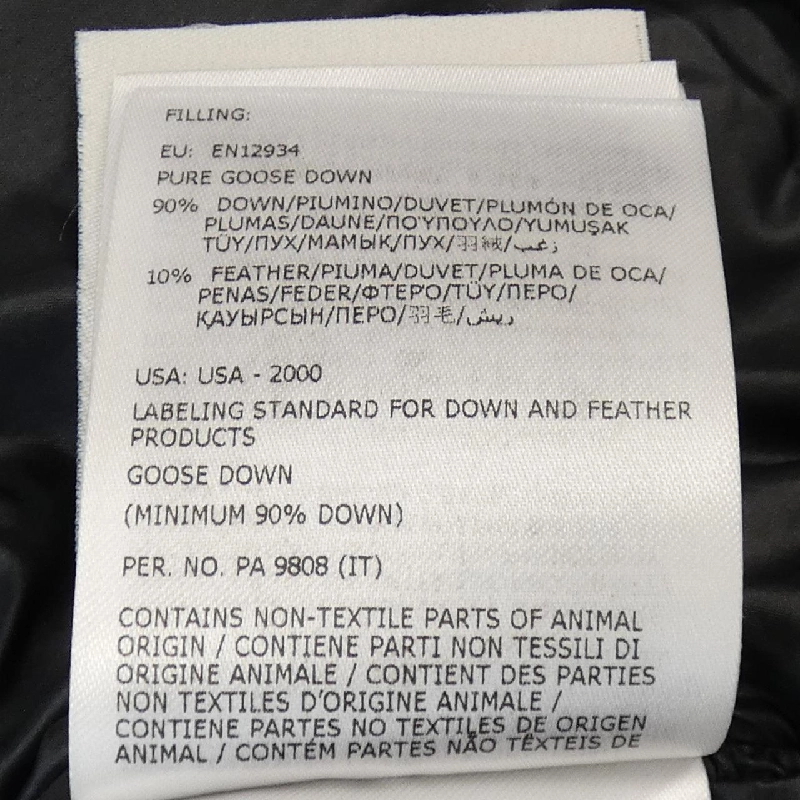 FILLING:
EU: EN12934
PURE GOOSE DOWN
90% DOWN/PIUMINO/DUVET/PLUMÓN DE OCA/
PLUMAS/DAUNE/ΠΟΎΠΟΥΛΟ/YUMUŞAK
TÜY/ПУХ/МАМЫҚ/ПУХ/羽絨/زغب
10% FEATHER/PIUMA/DUVET/PLUMA DE OCA/
PENAS/FEDER/ΦΤΕΡΌ/TÜY/ПЕРО/
ҚАУЫРСЫН/ПЕРО/羽毛/ريش
USA: USA - 2000
LABELING STANDARD FOR DOWN AND FEATHER
PRODUCTS
GOOSE DOWN
(MINIMUM 90% DOWN)
PER. NO. PA 9808 (IT)
CONTAINS NON-TEXTILE PARTS OF ANIMAL
ORIGIN / CONTIENE PARTI NON TESSILI DI
ORIGINE ANIMALE / CONTIENT DES PARTIES
NON TEXTILES D'ORIGINE ANIMALE /
CONTIENE PARTES NO TEXTILES DE ORIGEN
ANIMAL / CONTÉM PARTES NÃO TÊXTEIS DE